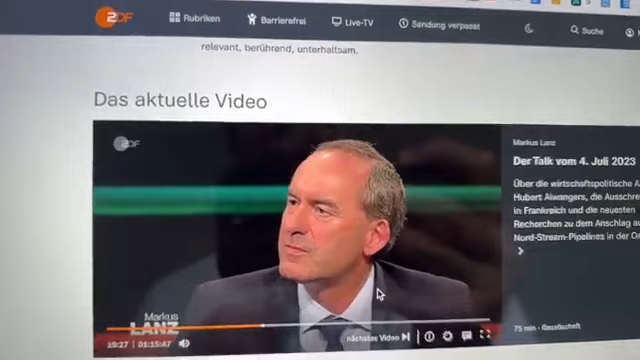 ZDF
Rubriken
Barrierefrei
Live-TV
Sendung verpasst
Suche
relevant, berührend, unterhaltsam.
Das aktuelle Video
ZDF
Markus Lanz
Der Talk vom 4. Juli 2023
Über die wirtschaftspolitische A
Hubert Aiwangers, die Ausschre
in Frankreich und die neuesten
Recherchen zu dem Anschlag au
Nord-Stream-Pipelines in der Os
75 min · Gesellschaft
Markus
LANZ
nächstes Video
19:27 | 01:15:47